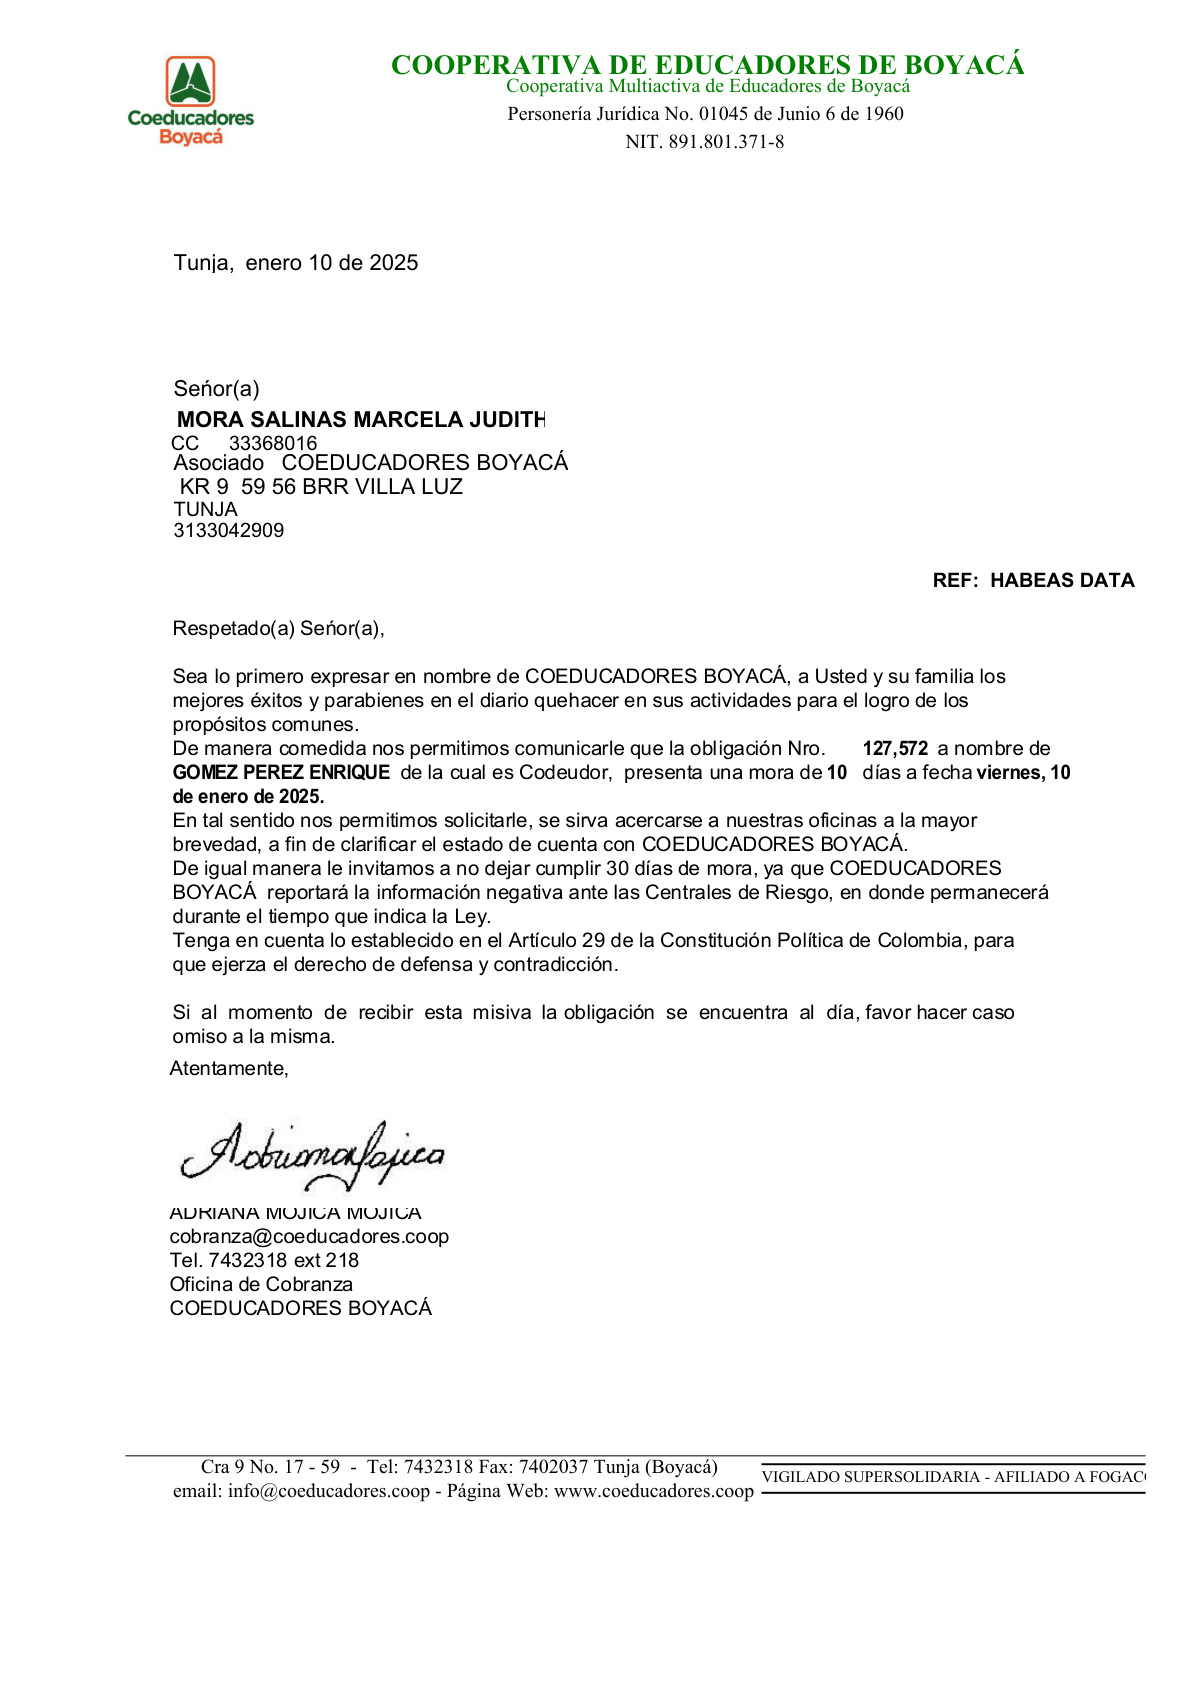 Coeducadores
Boyacá
COOPERATIVA DE EDUCADORES DE BOYACÁ
Cooperativa Multiactiva de Educadores de Boyacá
Personería Jurídica No. 01045 de Junio 6 de 1960
NIT. 891.801.371-8
Tunja, enero 10 de 2025
Seńor(a)
MORA SALINAS MARCELA JUDITH
CC 33368016
Asociado COEDUCADORES BOYACÁ
KR 9 59 56 BRR VILLA LUZ
TUNJA
3133042909
REF: HABEAS DATA
Respetado(a) Seńor(a),
Sea lo primero expresar en nombre de COEDUCADORES BOYACÁ, a Usted y su familia los
mejores éxitos y parabienes en el diario quehacer en sus actividades para el logro de los
propósitos comunes.
De manera comedida nos permitimos comunicarle que la obligación Nro. 127,572 a nombre de
GOMEZ PEREZ ENRIQUE de la cual es Codeudor, presenta una mora de 10 días a fecha viernes, 10
de enero de 2025.
En tal sentido nos permitimos solicitarle, se sirva acercarse a nuestras oficinas a la mayor
brevedad, a fin de clarificar el estado de cuenta con COEDUCADORES BOYACÁ.
De igual manera le invitamos a no dejar cumplir 30 días de mora, ya que COEDUCADORES
BOYACÁ reportará la información negativa ante las Centrales de Riesgo, en donde permanecerá
durante el tiempo que indica la Ley.
Tenga en cuenta lo establecido en el Artículo 29 de la Constitución Política de Colombia, para
que ejerza el derecho de defensa y contradicción.
Si al momento de recibir esta misiva la obligación se encuentra al día, favor hacer caso
omiso a la misma.
Atentamente,
Adrianamojica
ADRIANA MOJICA MOJICA
cobranza@coeducadores.coop
Tel. 7432318 ext 218
Oficina de Cobranza
COEDUCADORES BOYACÁ
Cra 9 No. 17 - 59 - Tel: 7432318 Fax: 7402037 Tunja (Boyacá)
email: info@coeducadores.coop - Página Web: www.coeducadores.coop
VIGILADO SUPERSOLIDARIA - AFILIADO A FOGAC